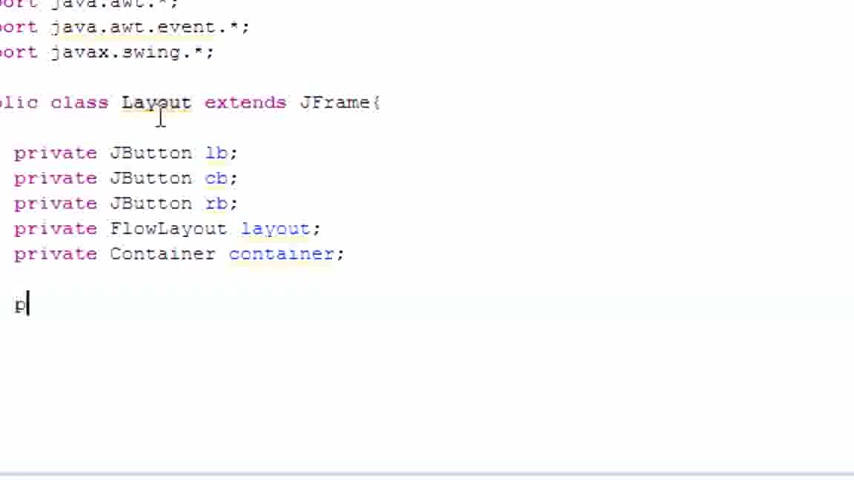 port java.awt.*;
port java.awt.event.*;
port javax.swing.*;
olic class Layout extends JFrame{
private JButton lb;
private JButton cb;
private JButton rb;
private FlowLayout layout;
private Container container;
p